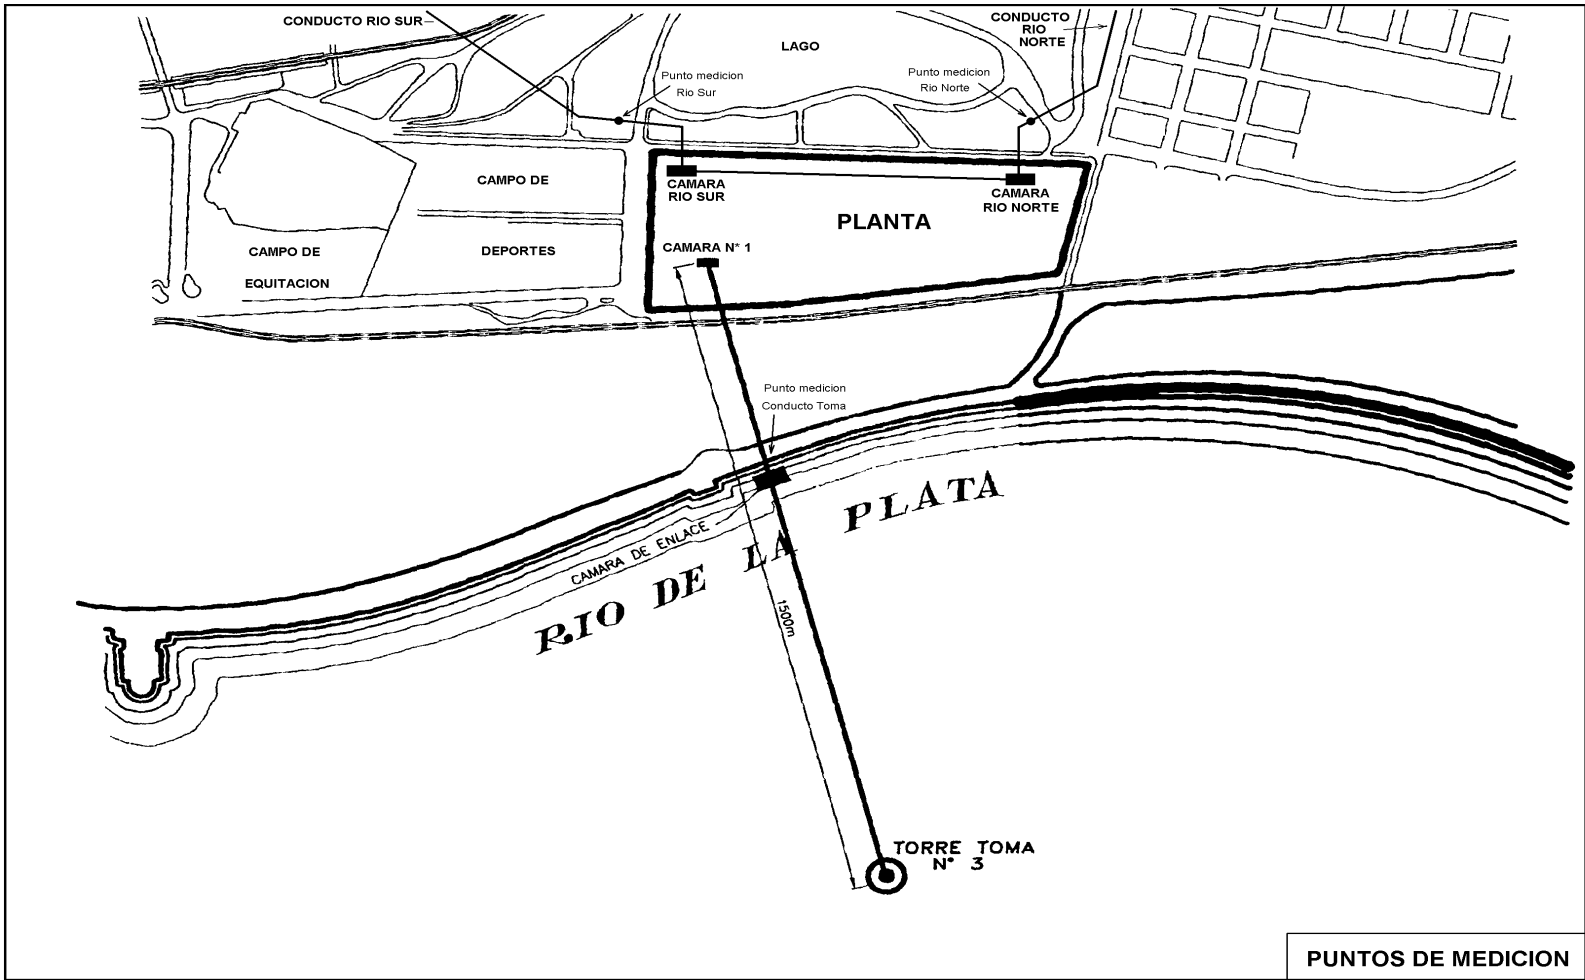 CONDUCTO RIO SUR
CONDUCTO
RIO
NORTE
LAGO
Punto medicion
Rio Sur
Punto medicion
Rio Norte
CAMARA
RIO SUR
CAMARA
RIO NORTE
CAMPO DE
DEPORTES
PLANTA
CAMARA N° 1
CAMPO DE
EQUITACION
Punto medicion
Conducto Toma
CAMARA DE ENLACE
RIO DE LA PLATA
1500m
TORRE TOMA
N° 3
PUNTOS DE MEDICION